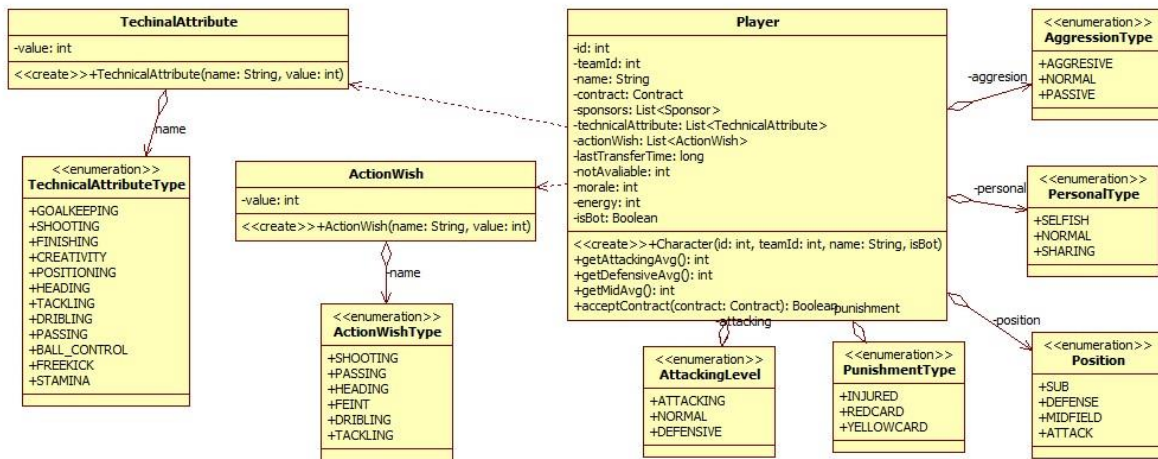 TechinalAttribute
-value: int
<<create>>+TechnicalAttribute(name: String, value: int)
name
<<enumeration>>
TechnicalAttributeType
+GOALKEEPING
+SHOOTING
+FINISHING
+CREATIVITY
+POSITIONING
+HEADING
+TACKLING
+DRIBLING
+PASSING
+BALL_CONTROL
+FREEKICK
+STAMINA
ActionWish
-value: int
<<create>>+ActionWish(name: String, value: int)
-name
<<enumeration>>
ActionWishType
+SHOOTING
+PASSING
+HEADING
+FEINT
+DRIBLING
+TACKLING
Player
-id: int
-teamId: int
-name: String
-contract: Contract
-sponsors: List<Sponsor>
-technicalAttribute: List<TechnicalAttribute>
-actionWish: List<ActionWish>
-lastTransferTime: long
-notAvaliable: int
-morale: int
-energy: int
-isBot: Boolean
<<create>>+Character(id: int, teamId: int, name: String, isBot)
+getAttackingAvg(): int
+getDefensiveAvg(): int
+getMidAvg(): int
+acceptContract(contract: Contract): Boolean
-punishment
-attacking
<<enumeration>>
AttackingLevel
+ATTACKING
+NORMAL
+DEFENSIVE
<<enumeration>>
PunishmentType
+INJURED
+REDCARD
+YELLOWCARD
-aggresion
<<enumeration>>
AggressionType
+AGGRESIVE
+NORMAL
+PASSIVE
-personal
<<enumeration>>
PersonalType
+SELFISH
+NORMAL
+SHARING
-position
<<enumeration>>
Position
+SUB
+DEFENSE
+MIDFIELD
+ATTACK